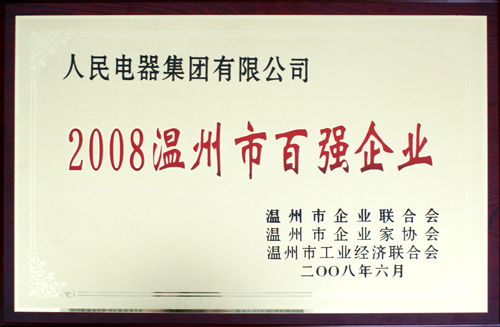 人民电器集团有限公司
2008温州市百强企业
温州市企业联合会
温州市企业家协会
温州市工业经济联合会
二〇〇八年六月